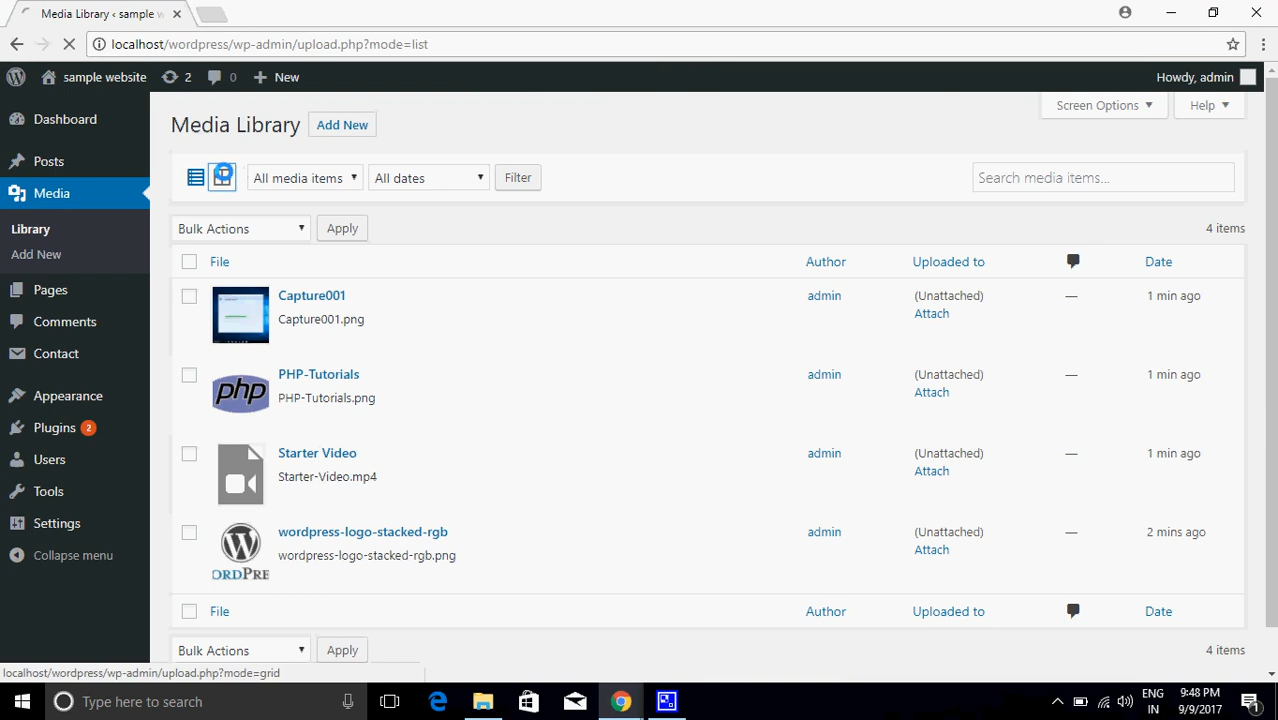 Media Library ‹ sample w
localhost/wordpress/wp-admin/upload.php?mode=list
sample website 2 0 New Howdy, admin
Screen Options Help
Dashboard
Posts
Media
Library
Add New
Pages
Comments
Contact
Appearance
Plugins 2
Users
Tools
Settings
Collapse menu
Media Library Add New
All media items All dates Filter Search media items...
Bulk Actions Apply 4 items
File Author Uploaded to Date
Capture001 admin (Unattached) — 1 min ago
Capture001.png Attach
php PHP-Tutorials admin (Unattached) — 1 min ago
PHP-Tutorials.png Attach
Starter Video admin (Unattached) — 1 min ago
Starter-Video.mp4 Attach
wordpress-logo-stacked-rgb admin (Unattached) — 2 mins ago
wordpress-logo-stacked-rgb.png Attach
ORDPRE
File Author Uploaded to Date
Bulk Actions Apply 4 items
localhost/wordpress/wp-admin/upload.php?mode=grid
Type here to search
ENG
IN
9:48 PM
9/9/2017
1